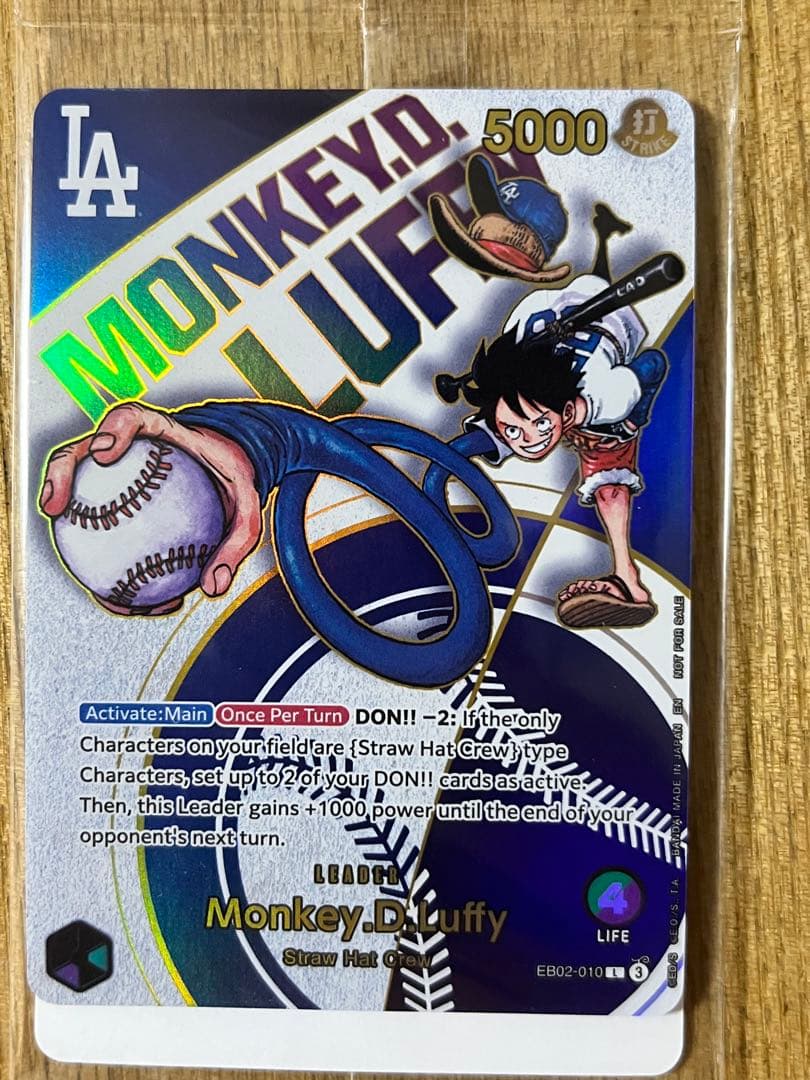 LA
5000
打
STRIKE
MONKEY.D.
LUFFY
LA
LAD
Activate:Main Once Per Turn DON!! −2: If the only
Characters on your field are {Straw Hat Crew} type
Characters, set up to 2 of your DON!! cards as active.
Then, this Leader gains +1000 power until the end of your
opponent's next turn.
LEADER
Monkey.D.Luffy
Straw Hat Crew
4
LIFE
EB02-010 L 3
BANDAI MADE IN JAPAN EN NOT FOR SALE